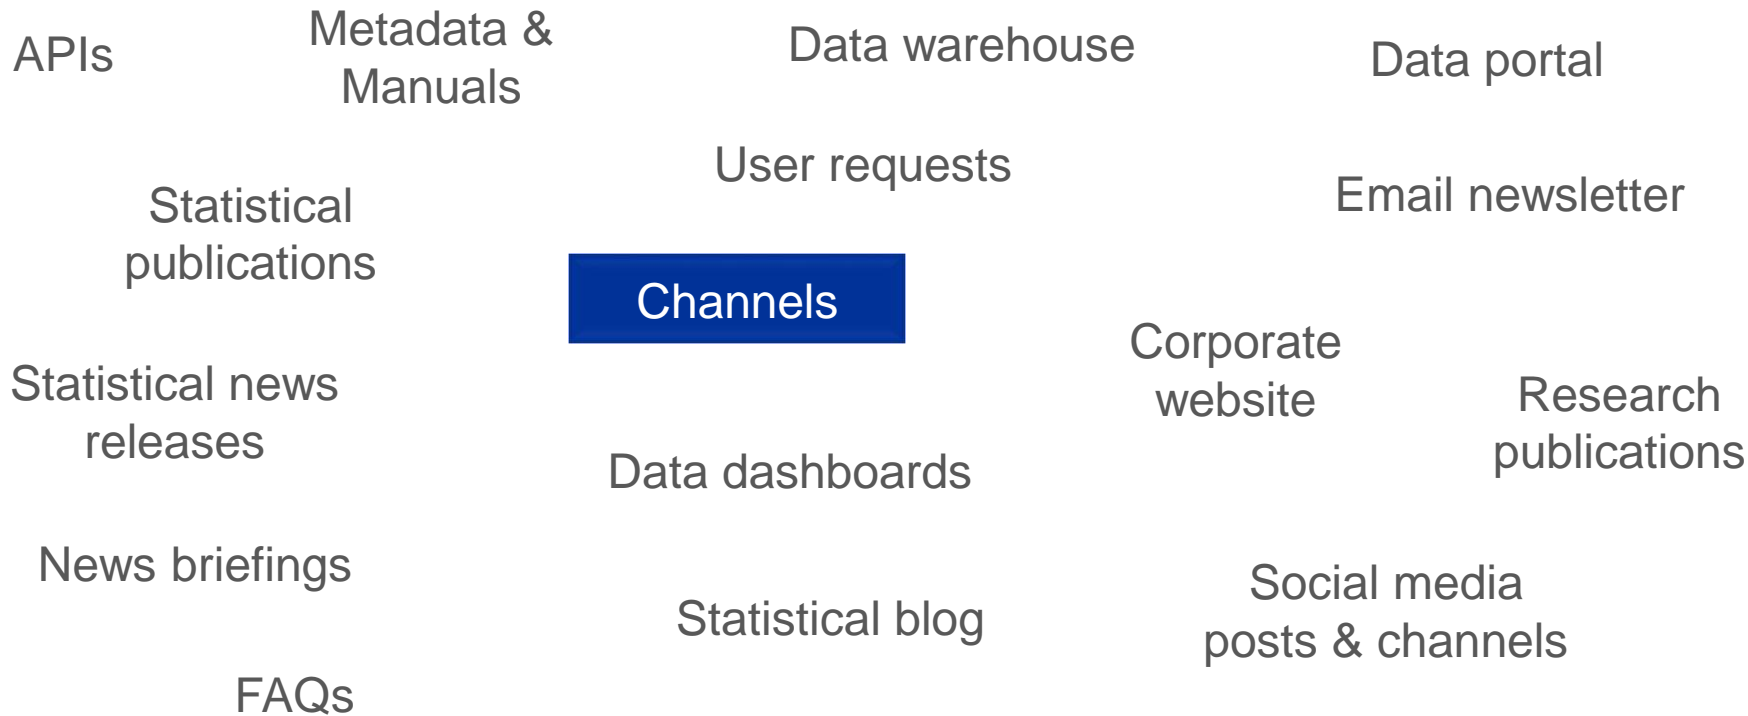 APIs
Metadata &
Manuals
Data warehouse
Data portal
User requests
Email newsletter
Statistical
publications
Channels
Corporate
website
Statistical news
releases
Research
publications
Data dashboards
News briefings
Statistical blog
Social media
posts & channels
FAQs